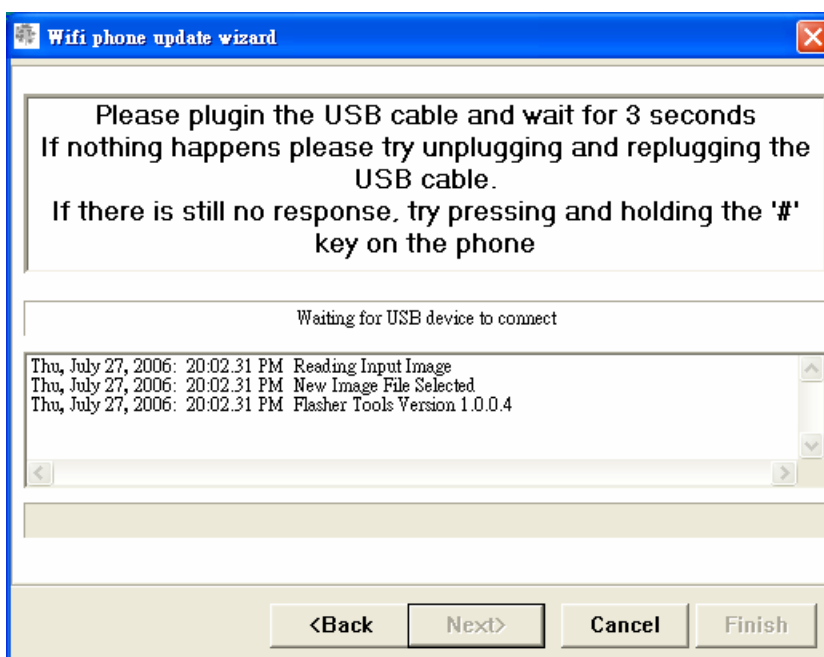 Wifi phone update wizard
Please plugin the USB cable and wait for 3 seconds
If nothing happens please try unplugging and replugging the
USB cable.
If there is still no response, try pressing and holding the '#'
key on the phone
Waiting for USB device to connect
Thu, July 27, 2006: 20:02.31 PM Reading Input Image
Thu, July 27, 2006: 20:02.31 PM New Image File Selected
Thu, July 27, 2006: 20:02.31 PM Flasher Tools Version 1.0.0.4
<Back Next> Cancel Finish